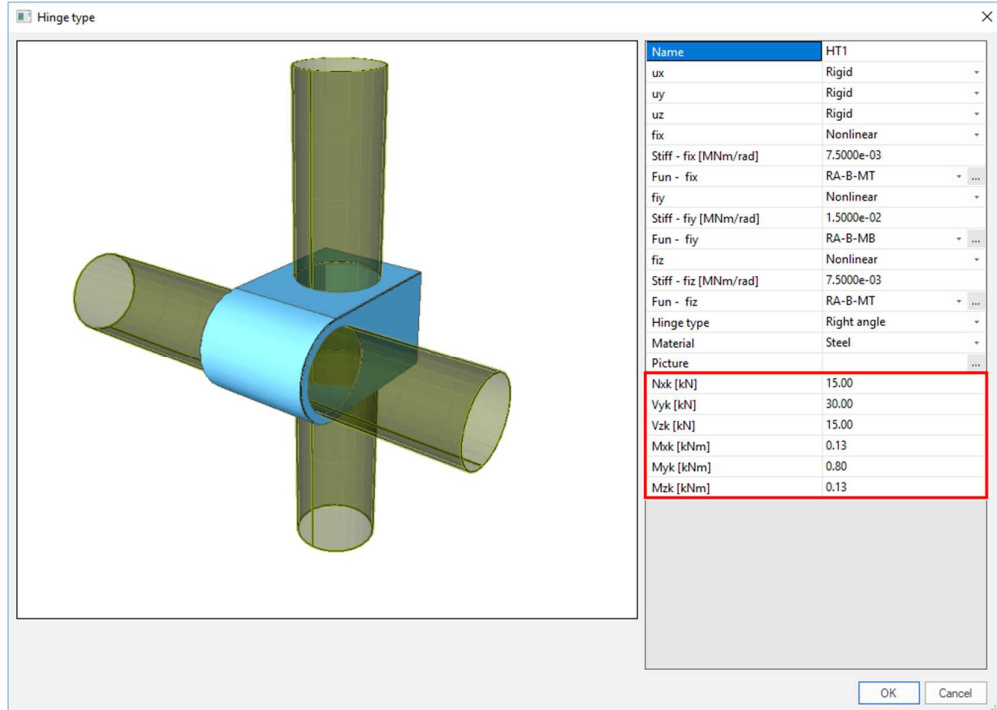 Hinge type
Name HT1
ux Rigid
uy Rigid
uz Rigid
fix Nonlinear
Stiff - fix [MNm/rad] 7.5000e-03
Fun - fix RA-B-MT ...
fiy Nonlinear
Stiff - fiy [MNm/rad] 1.5000e-02
Fun - fiy RA-B-MB ...
fiz Nonlinear
Stiff - fiz [MNm/rad] 7.5000e-03
Fun - fiz RA-B-MT ...
Hinge type Right angle
Material Steel
Picture ...
Nxk [kN] 15.00
Vyk [kN] 30.00
Vzk [kN] 15.00
Mxk [kNm] 0.13
Myk [kNm] 0.80
Mzk [kNm] 0.13
OK Cancel